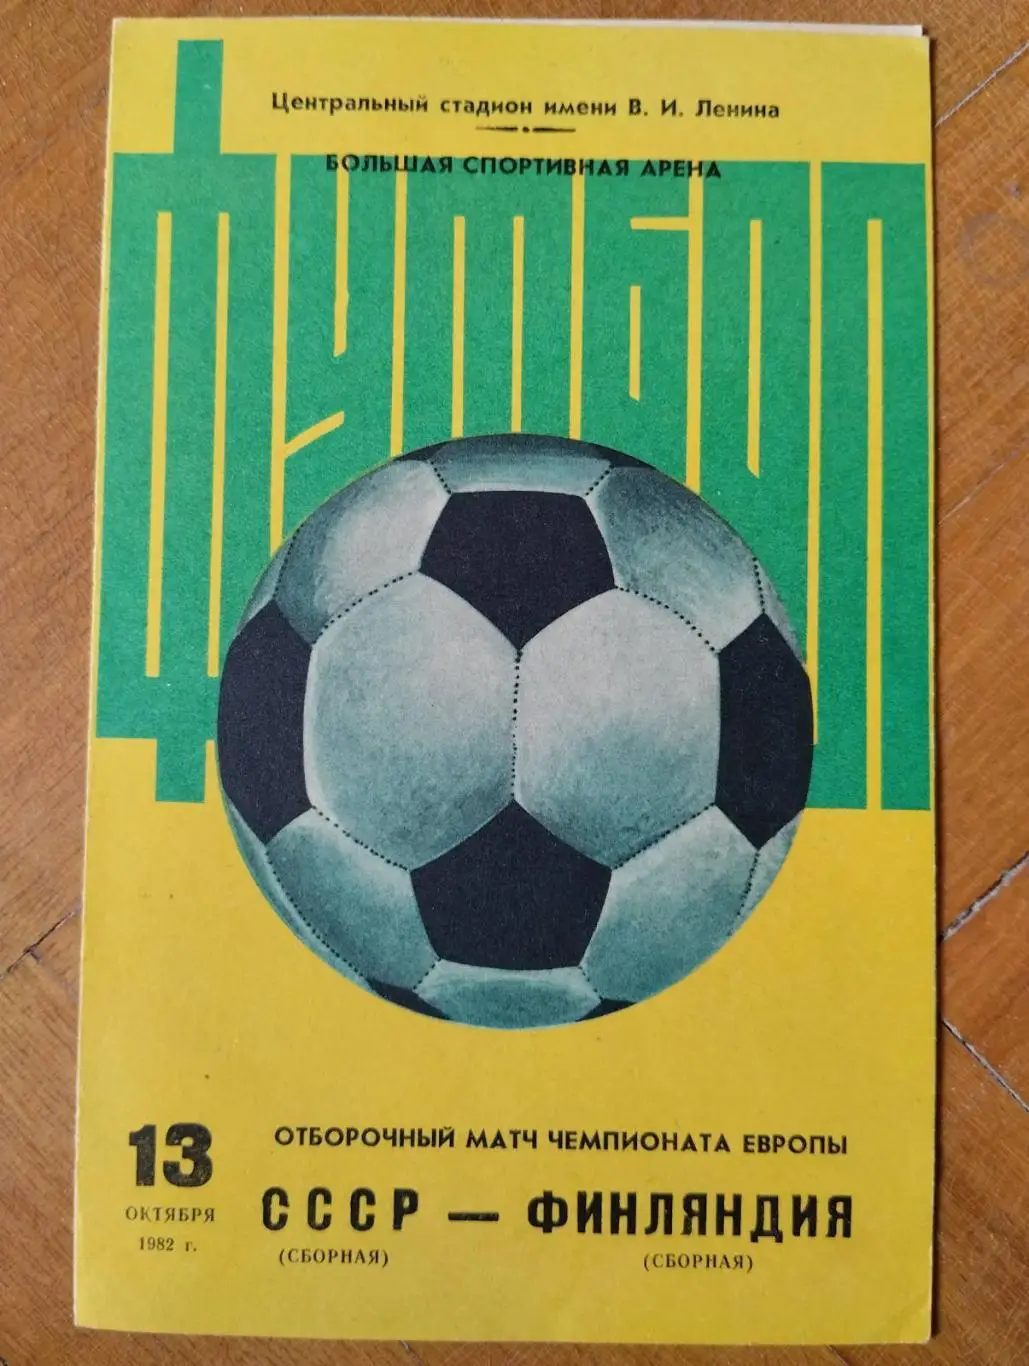 Центральный стадион имени В. И. Ленина
БОЛЬШАЯ СПОРТИВНАЯ АРЕНА
ФУТБОЛ
13
ОКТЯБРЯ
1982 г.
ОТБОРОЧНЫЙ МАТЧ ЧЕМПИОНАТА ЕВРОПЫ
СССР — ФИНЛЯНДИЯ
(СБОРНАЯ) (СБОРНАЯ)